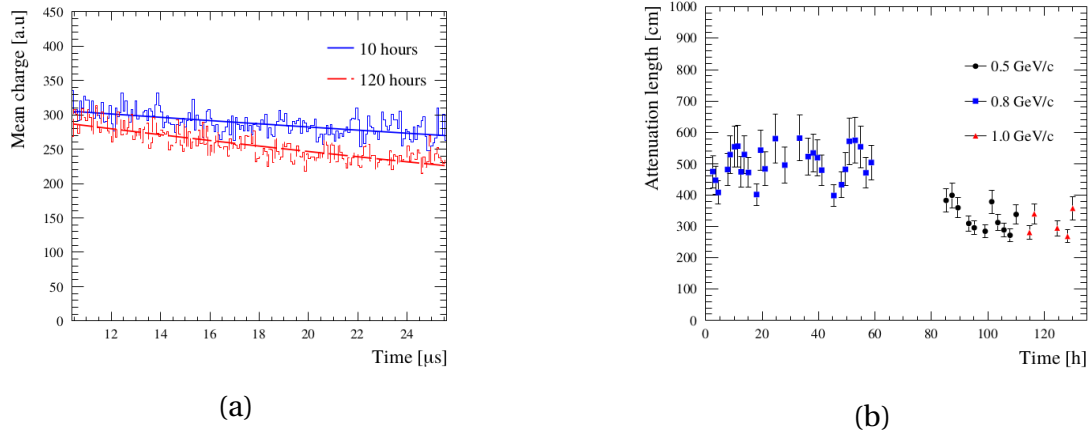 Mean charge [a.u]
450
400
350
300
250
200
150
100
50
0
10 hours
120 hours
12 14 16 18 20 22 24
Time [μs]
(a)
Attenuation length [cm]
1000
900
800
700
600
500
400
300
200
100
0
0.5 GeV/c
0.8 GeV/c
1.0 GeV/c
0 20 40 60 80 100 120
Time [h]
(b)